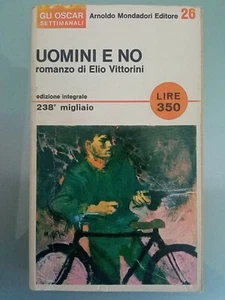 GLI OSCAR
SETTIMANALI
Arnoldo Mondadori Editore 26
UOMINI E NO
romanzo di Elio Vittorini
edizione integrale
238° migliaio
LIRE
350